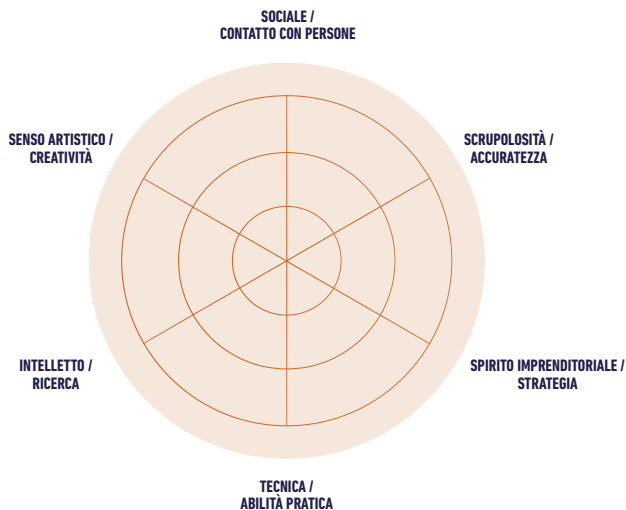 SOCIALE /
CONTATTO CON PERSONE
SENSO ARTISTICO /
CREATIVITÀ
SCRUPOLOSITÀ /
ACCURATEZZA
INTELLETTO /
RICERCA
SPIRITO IMPRENDITORIALE /
STRATEGIA
TECNICA /
ABILITÀ PRATICA